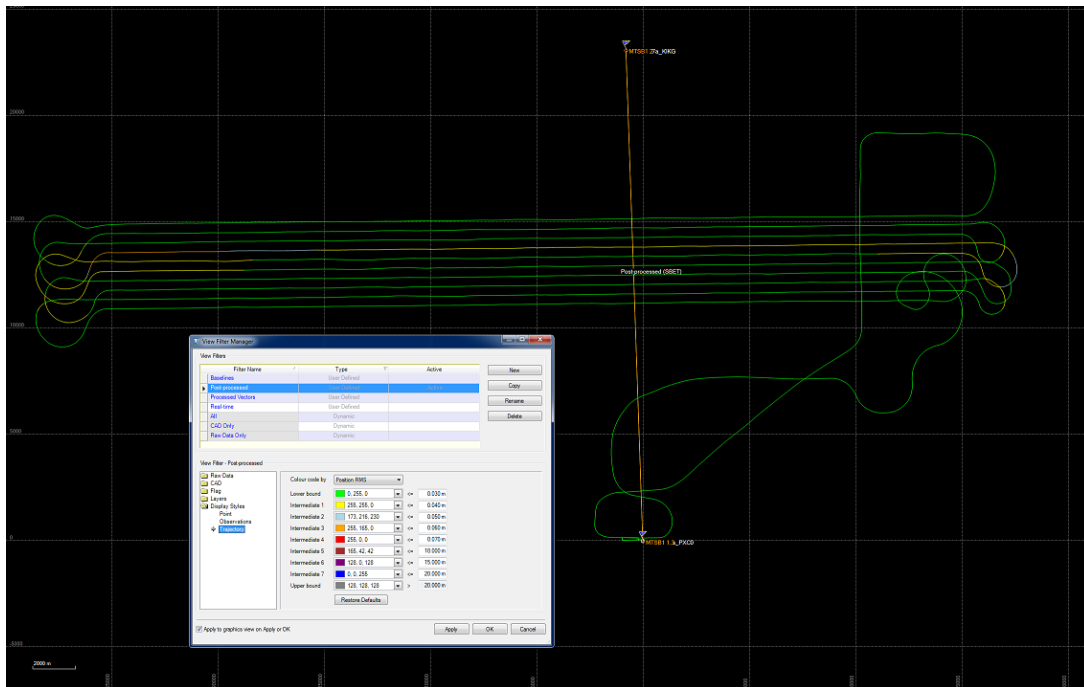 20000
MTSB1 27a_KIKG
15000
Post-processed (SBET)
10000
5000
0
MTSB1 1.3a_PXC0
-5000
2000 m
View Filter Manager
View Filters
Filter Name Type Active
Baselines User Defined
Post-processed User Defined Active
Processed Vectors User Defined
Real-time User Defined
All Dynamic
CAD Only Dynamic
Raw Data Only Dynamic
New
Copy
Rename
Delete
View Filter - Post-processed
Raw Data
CAD
Flag
Layers
Display Styles
Point
Observations
Trajectory
Colour code by Position RMS
Lower bound 0, 255, 0 <= 0.030 m
Intermediate 1 255, 255, 0 <= 0.040 m
Intermediate 2 173, 216, 230 <= 0.050 m
Intermediate 3 255, 165, 0 <= 0.060 m
Intermediate 4 255, 0, 0 <= 0.070 m
Intermediate 5 165, 42, 42 <= 10.000 m
Intermediate 6 128, 0, 128 <= 15.000 m
Intermediate 7 0, 0, 255 <= 20.000 m
Upper bound 128, 128, 128 > 20.000 m
Restore Defaults
Apply to graphics view on Apply or OK
Apply OK Cancel